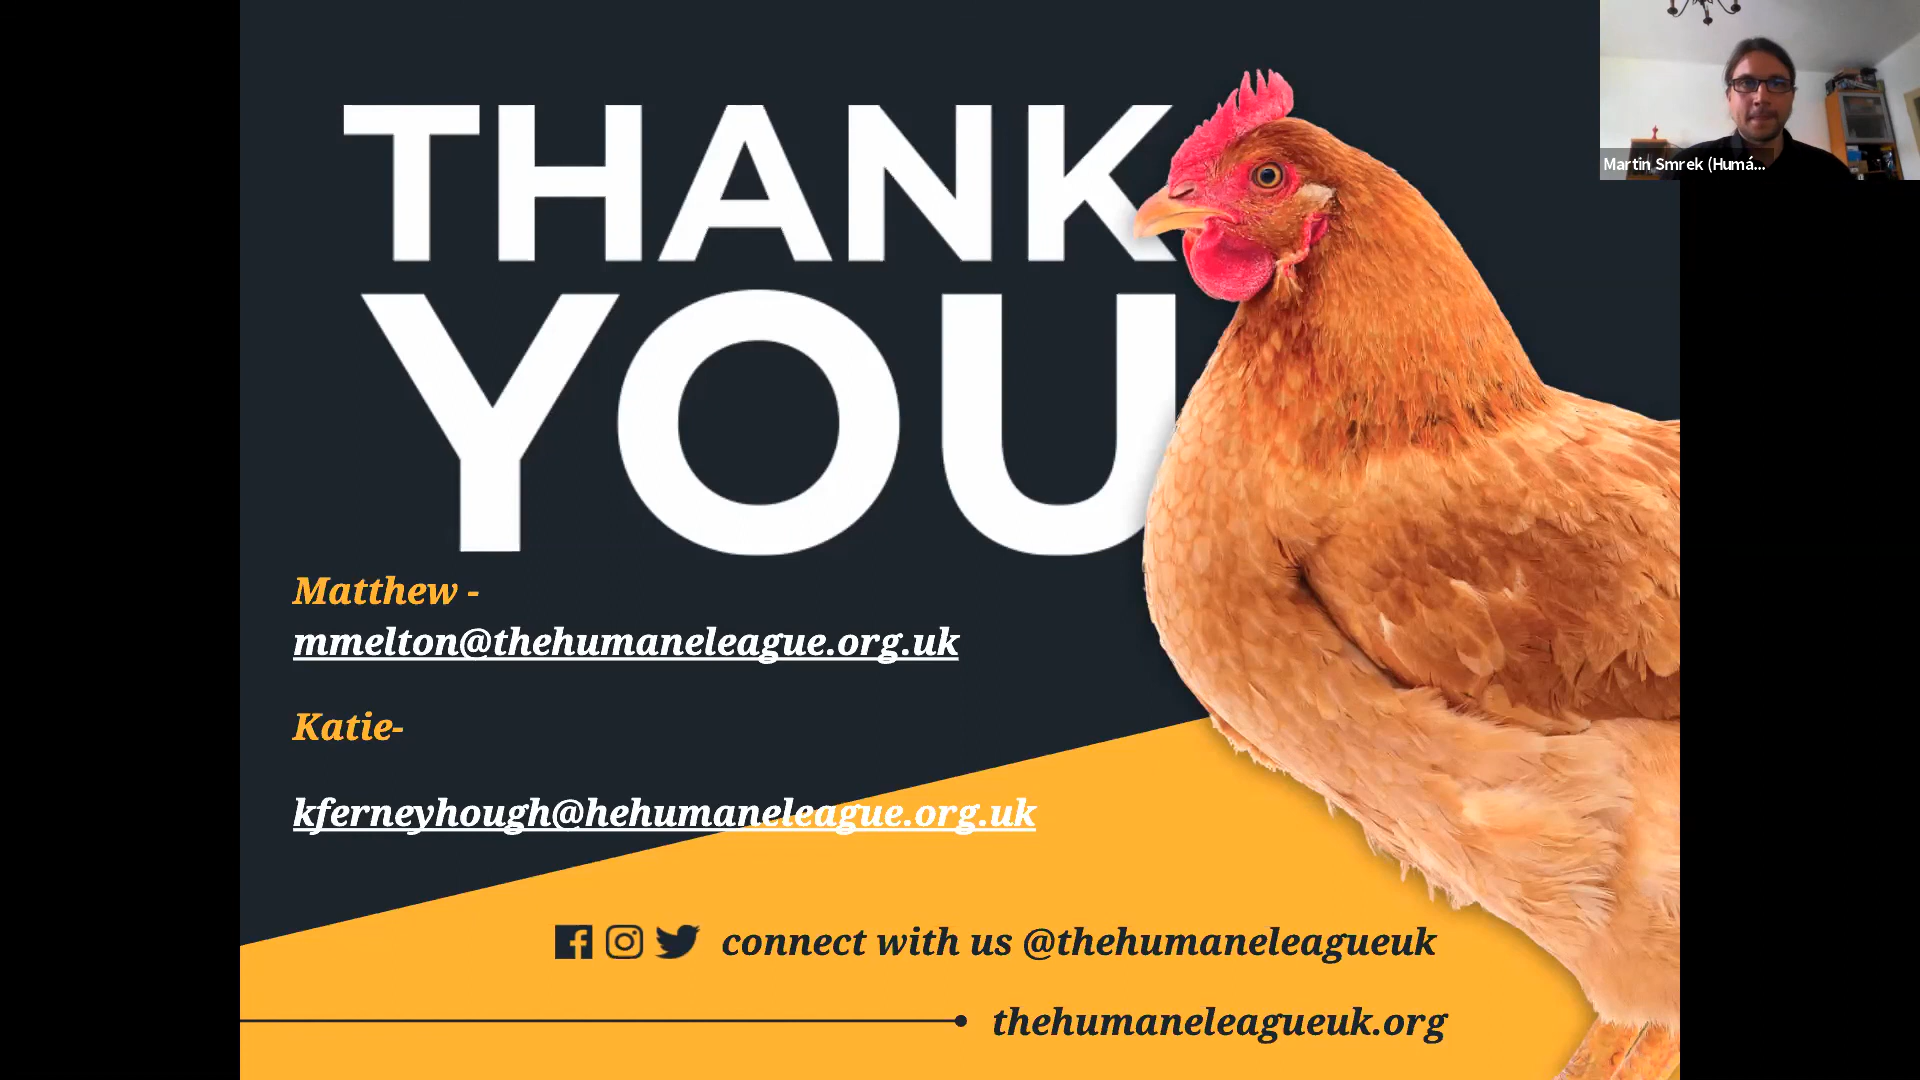 THANK
YOU
Martin Smrek (Humá...
Matthew -
mmelton@thehumaneleague.org.uk
Katie-
kferneyhough@hehumaneleague.org.uk
connect with us @thehumaneleagueuk
thehumaneleagueuk.org